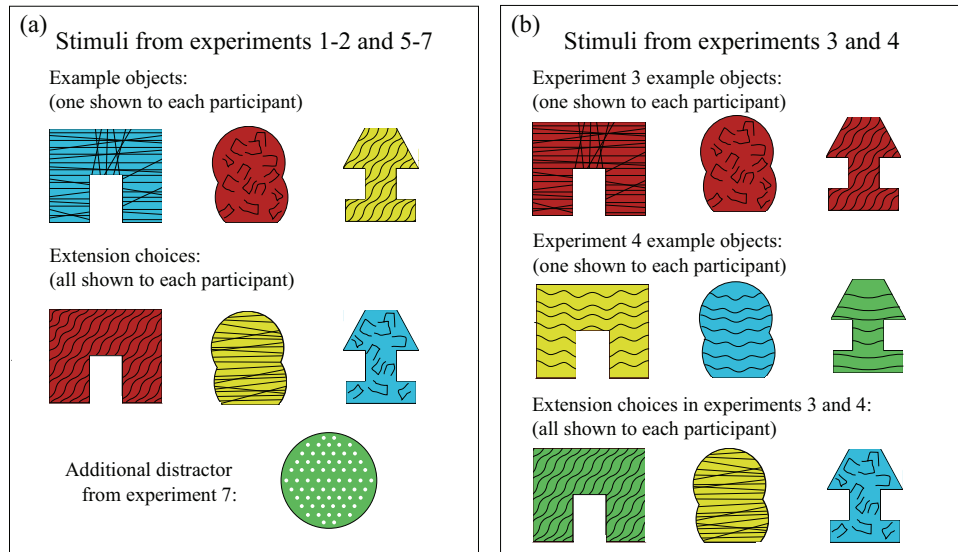 (a)
Stimuli from experiments 1-2 and 5-7
Example objects:
(one shown to each participant)
Extension choices:
(all shown to each participant)
Additional distractor
from experiment 7:
(b)
Stimuli from experiments 3 and 4
Experiment 3 example objects:
(one shown to each participant)
Experiment 4 example objects:
(one shown to each participant)
Extension choices in experiments 3 and 4:
(all shown to each participant)